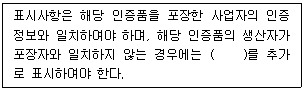 표시사항은 해당 인증품을 포장한 사업자의 인증
정보와 일치하여야 하며, 해당 인증품의 생산자가
포장자와 일치하지 않는 경우에는 (    )를 추가
로 표시하여야 한다.